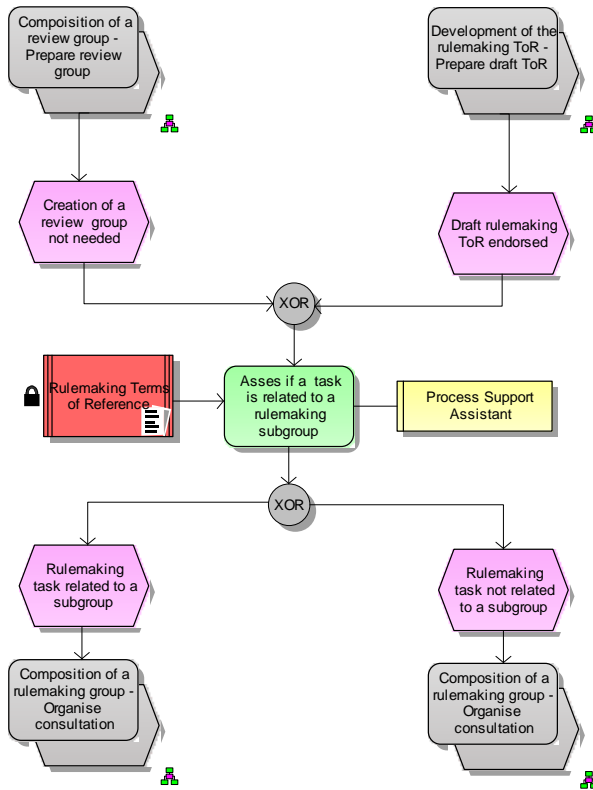 Compoisition of a
review group -
Prepare review
group
Development of the
rulemaking ToR -
Prepare draft ToR
Creation of a
review group
not needed
Draft rulemaking
ToR endorsed
XOR
Rulemaking Terms
of Reference
Asses if a task
is related to a
rulemaking
subgroup
Process Support
Assistant
XOR
Rulemaking
task related to a
subgroup
Rulemaking
task not related
to a subgroup
Composition of a
rulemaking group -
Organise
consultation
Composition of a
rulemaking group -
Organise
consultation